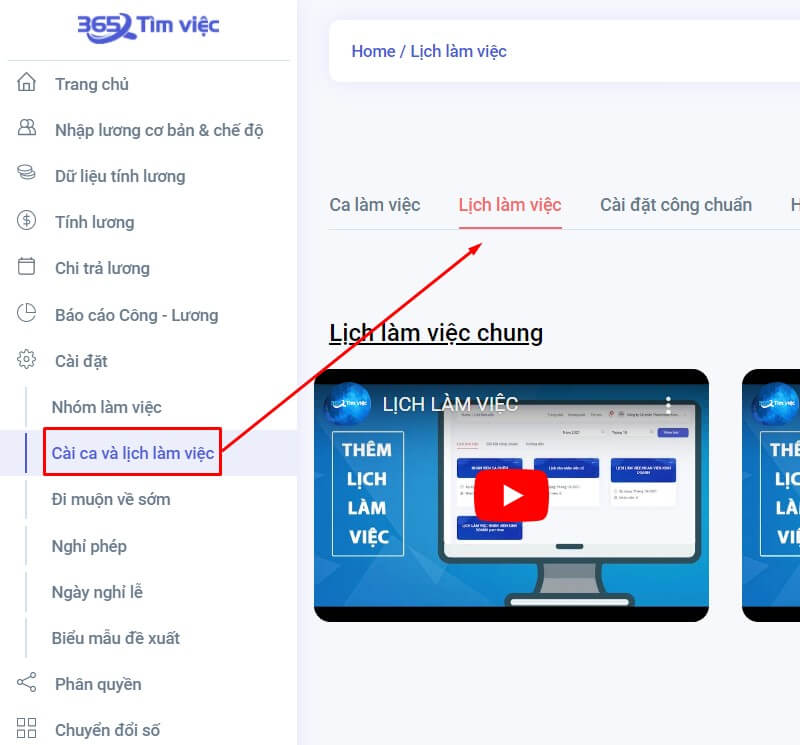 365 Tìm việc
Trang chủ
Nhập lương cơ bản & chế độ
Dữ liệu tính lương
Tính lương
Chi trả lương
Báo cáo Công - Lương
Cài đặt
Nhóm làm việc
Cài ca và lịch làm việc
Đi muộn về sớm
Nghỉ phép
Ngày nghỉ lễ
Biểu mẫu đề xuất
Phân quyền
Chuyển đổi số
Home / Lịch làm việc
Ca làm việc
Lịch làm việc
Cài đặt công chuẩn
H
Lịch làm việc chung
LỊCH LÀM VIỆC
THÊM
LỊCH
LÀM
VIỆC